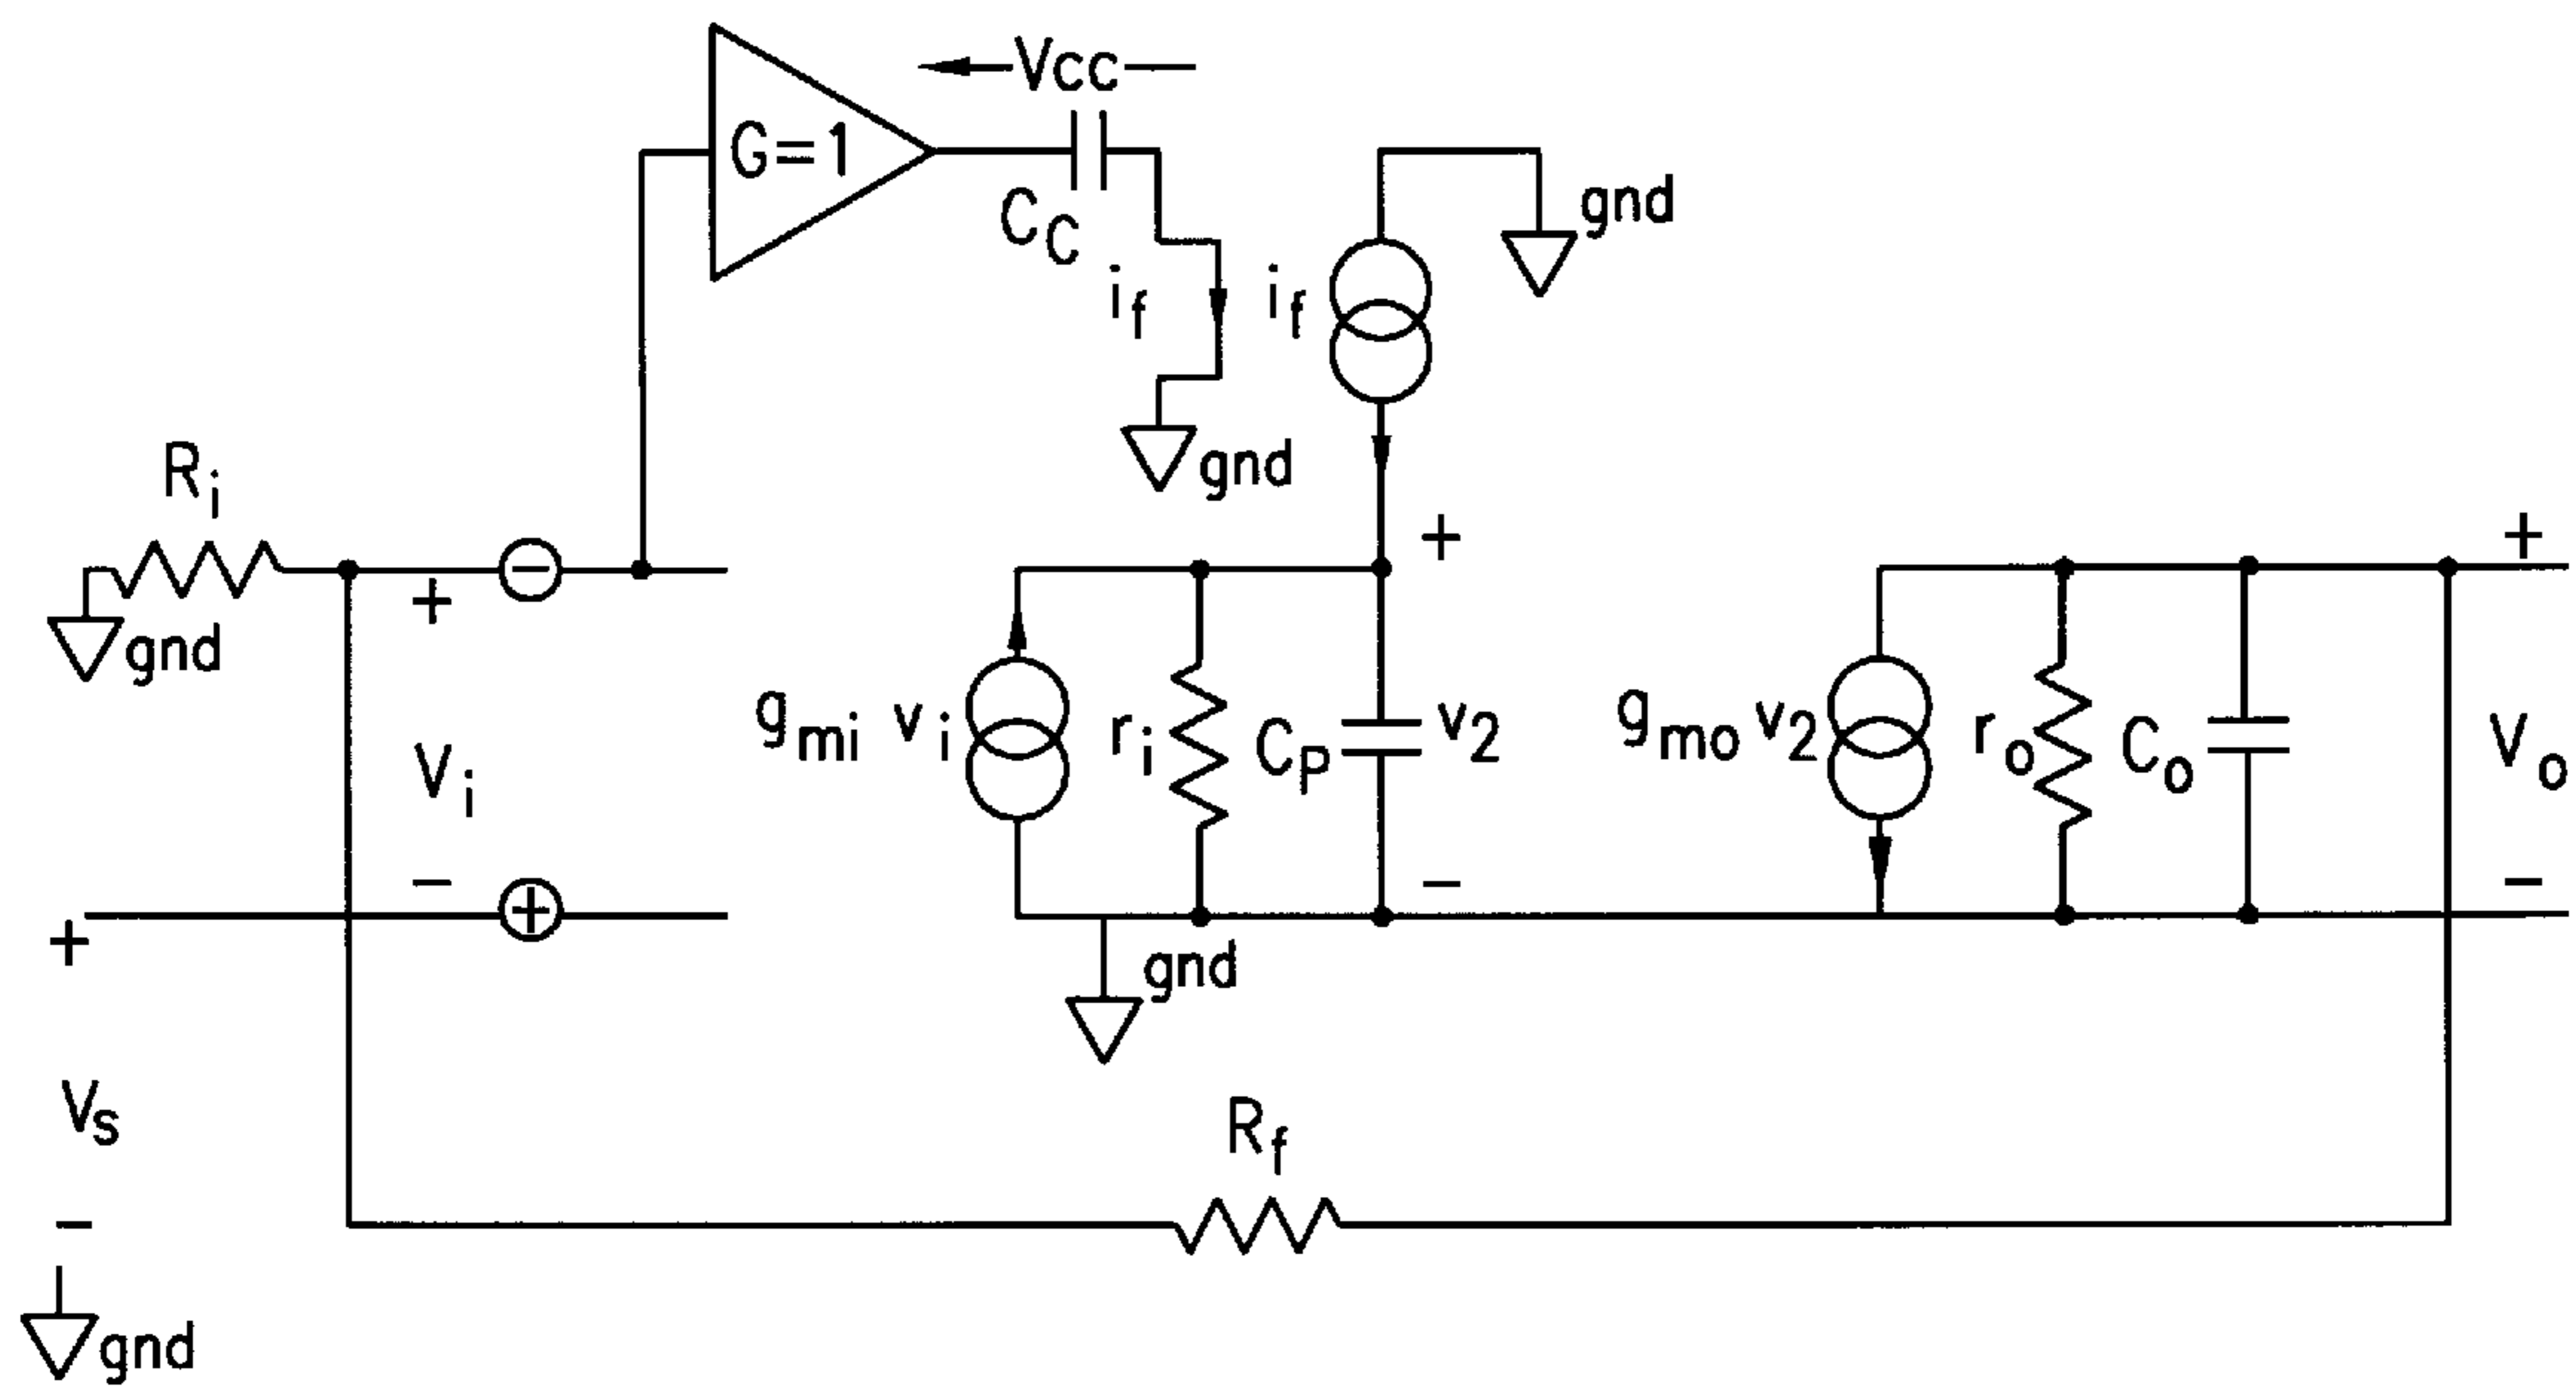 Vcc
G=1
C_C
gnd
i_f
i_f
gnd
R_i
gnd
+
+
+
-
V_i
g_mi v_i
r_i
C_P
v_2
g_mo v_2
r_o
C_o
V_o
-
+
-
-
+
gnd
V_s
R_f
-
gnd